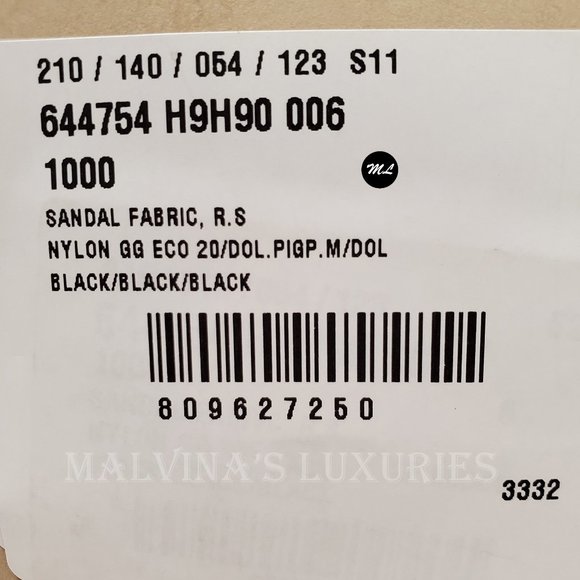 210 / 140 / 054 / 123 S11
644754 H9H90 006
1000
ML
SANDAL FABRIC, R.S
NYLON GG ECO 20/DOL.PIGP.M/DOL
BLACK/BLACK/BLACK
809627250
MALVINA'S LUXURIES
3332